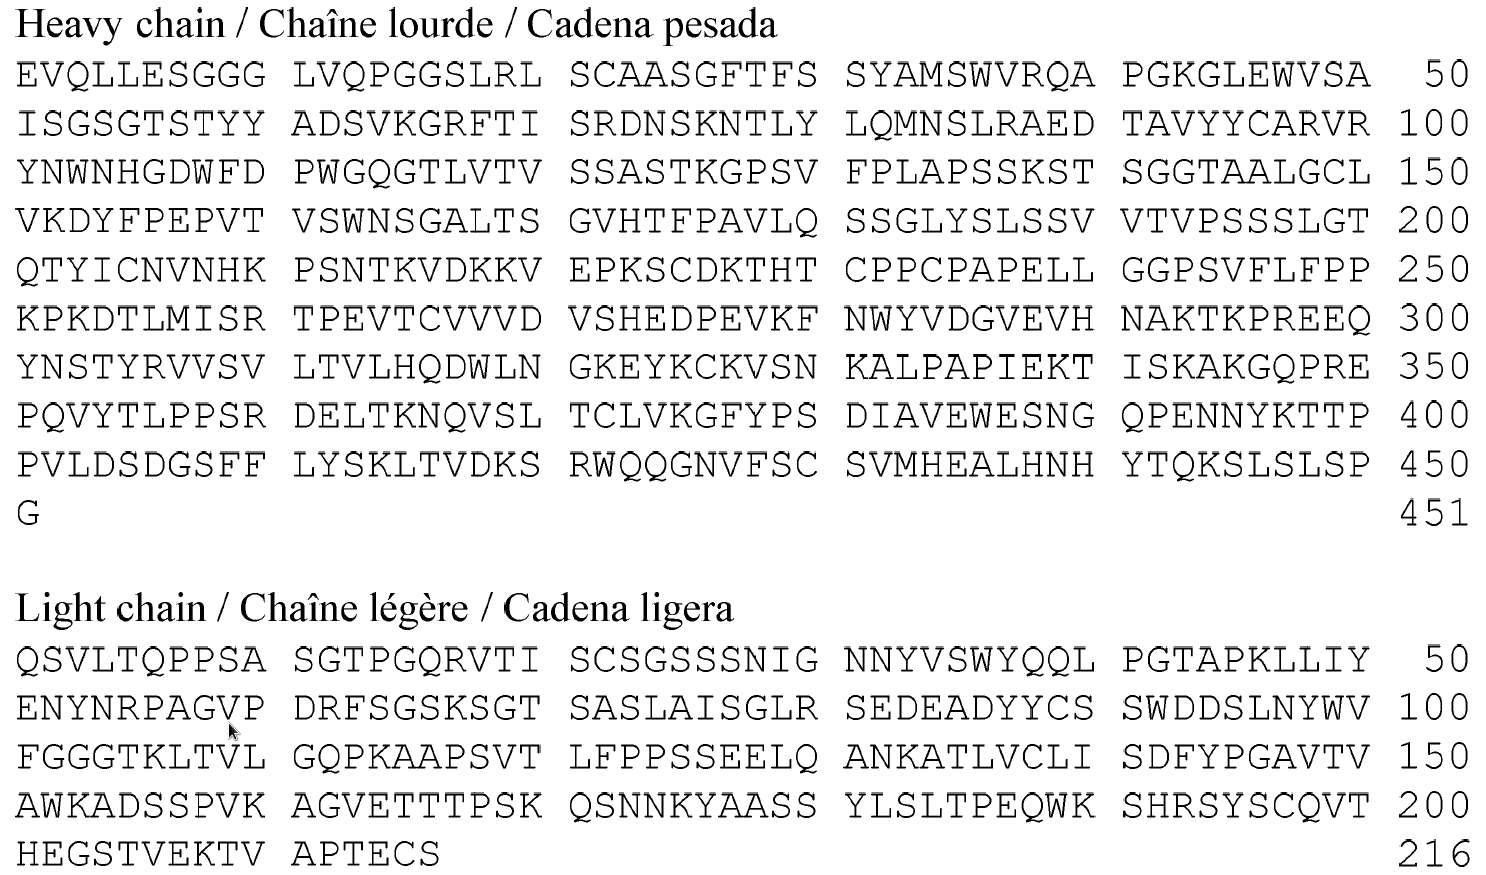 Heavy chain / Chaîne lourde / Cadena pesada
EVQLLESGGG LVQPGGSLRL SCAASGFTFS SYAMSWVRQA PGKGLEWVSA 50
ISGSGTSTYY ADSVKGRFTI SRDNSKNTLY LQMNSLRAED TAVYYCARVR 100
YNWNHGDWFD PWGQGTLVTV SSASTKGPSV FPLAPSSKST SGGTAALGCL 150
VKDYFPEPVT VSWNSGALTS GVHTFPAVLQ SSGLYSLSSV VTVPSSSLGT 200
QTYICNVNHK PSNTKVDKKV EPKSCDKTHT CPPCPAPELL GGPSVFLFPP 250
KPKDTLMISR TPEVTCVVVD VSHEDPEVKF NWYVDGVEVH NAKTKPREEQ 300
YNSTYRVVSV LTVLHQDWLN GKEYKCKVSN KALPAPIEKT ISKAKGQPRE 350
PQVYTLPPSR DELTKNQVSL TCLVKGFYPS DIAVEWESNG QPENNYKTTP 400
PVLDSDGSFF LYSKLTVDKS RWQQGNVFSC SVMHEALHNH YTQKSLSLSP 450
G 451
Light chain / Chaîne légère / Cadena ligera
QSVLTQPPSA SGTPGQRVTI SCSGSSSNIG NNYVSWYQQL PGTAPKLLIY 50
ENYNRPAGVP DRFSGSKSGT SASLAISGLR SEDEADYYCS SWDDSLNYWV 100
FGGGTKLTVL GQPKAAPSVT LFPPSSEELQ ANKATLVCLI SDFYPGAVTV 150
AWKADSSPVK AGVETTTPSK QSNNKYAASS YLSLTPEQWK SHRSYSCQVT 200
HEGSTVEKTV APTECS 216